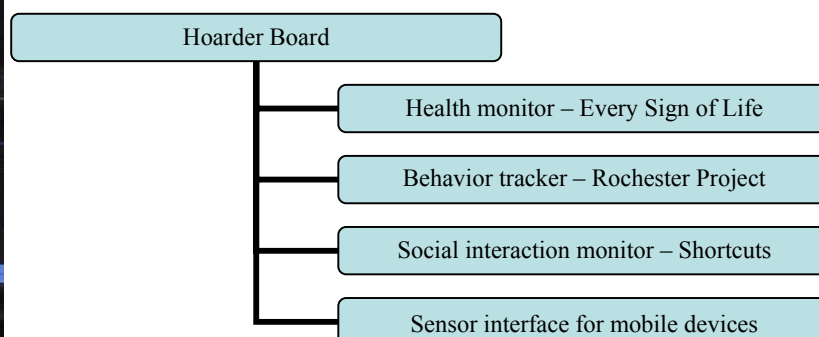 Hoarder Board
Health monitor – Every Sign of Life
Behavior tracker – Rochester Project
Social interaction monitor – Shortcuts
Sensor interface for mobile devices